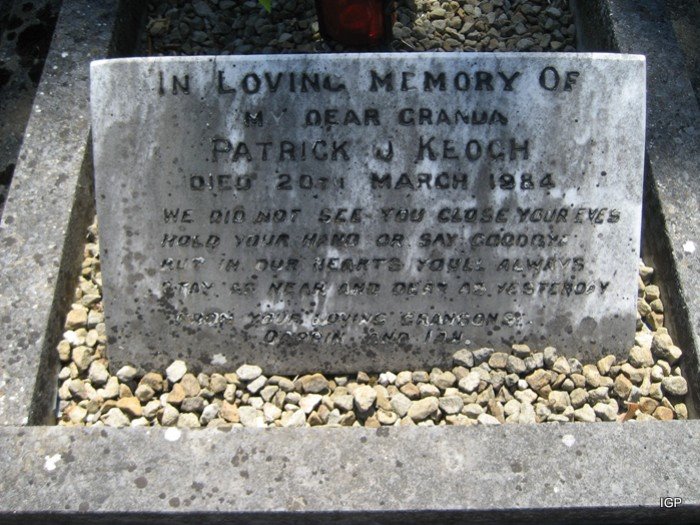 IN LOVING MEMORY OF
MY DEAR GRANDA
PATRICK J KEOGH
DIED 20TH MARCH 1984
WE DID NOT SEE YOU CLOSE YOUR EYES
HOLD YOUR HAND OR SAY GOODBYE
BUT IN OUR HEARTS YOU'LL ALWAYS
STAY AS NEAR AND DEAR AS YESTERDAY
FROM YOUR LOVING GRANDSONS
AND IAN
IGP